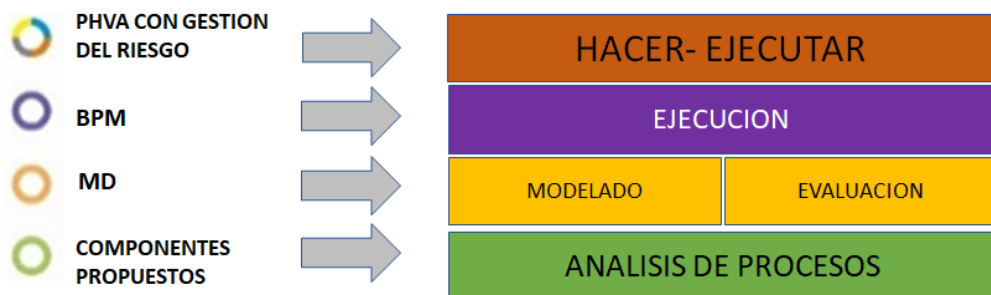 PHVA CON GESTION
DEL RIESGO
HACER- EJECUTAR
BPM
EJECUCION
MD
MODELADO
EVALUACION
COMPONENTES
PROPUESTOS
ANALISIS DE PROCESOS